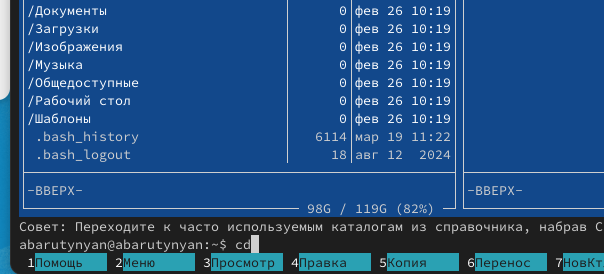 /Документы 0 фев 26 10:19
/Загрузки 0 фев 26 10:19
/Изображения 0 фев 26 10:19
/Музыка 0 фев 26 10:19
/Общедоступные 0 фев 26 10:19
/Рабочий стол 0 фев 26 10:19
/Шаблоны 0 фев 26 10:19
.bash_history 6114 мар 19 11:22
.bash_logout 18 авг 12 2024
-ВВЕРХ- -ВВЕРХ-
98G / 119G (82%)
Совет: Переходите к часто используемым каталогам из справочника, набрав C
abarutynyan@abarutynyan:~$ cd
1Помощь 2Меню 3Просмотр 4Правка 5Копия 6Перенос 7НовКт